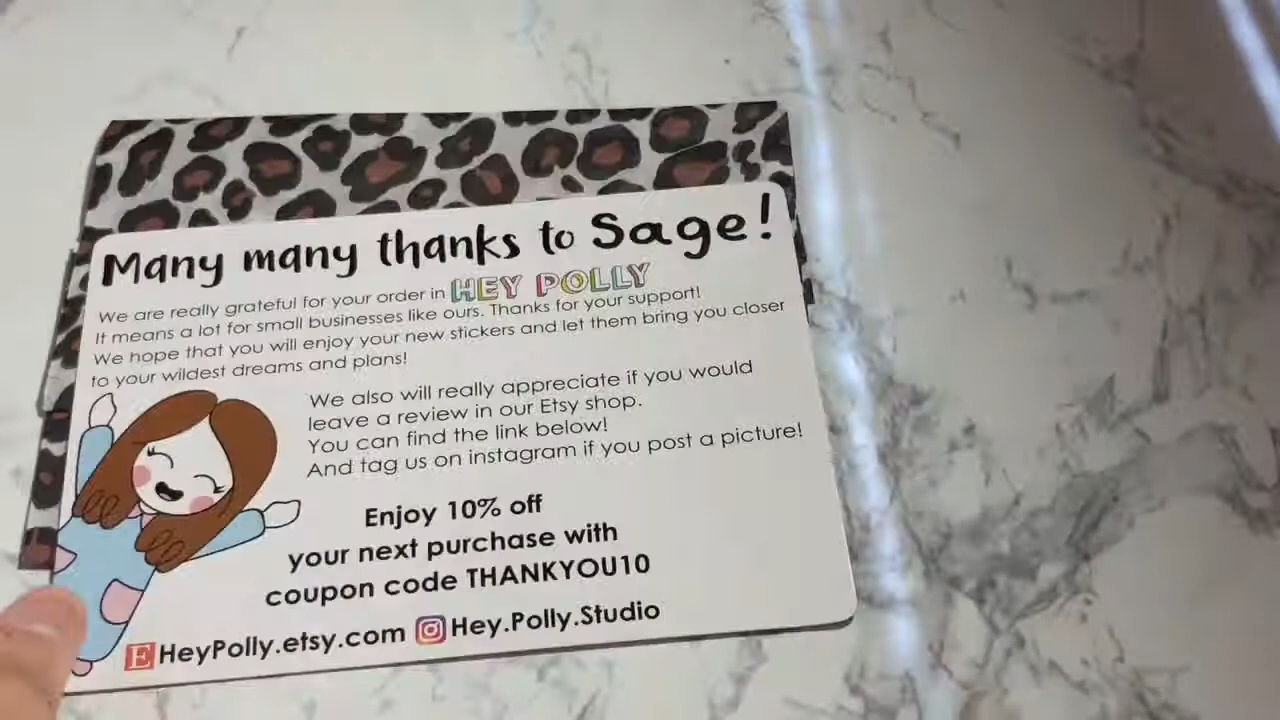 Many many thanks to Sage!
We are really grateful for your order in HEY POLLY
It means a lot for small businesses like ours. Thanks for your support!
We hope that you will enjoy your new stickers and let them bring you closer
to your wildest dreams and plans!
We also will really appreciate if you would
leave a review in our Etsy shop.
You can find the link below!
And tag us on instagram if you post a picture!
Enjoy 10% off
your next purchase with
coupon code THANKYOU10
E HeyPolly.etsy.com Hey.Polly.Studio